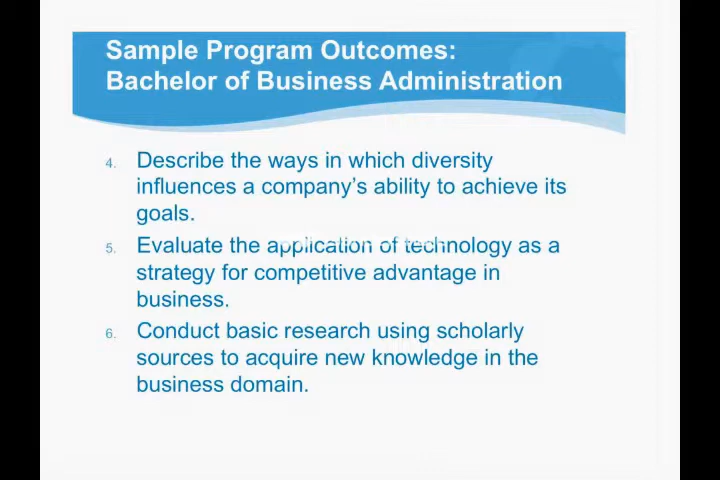 Sample Program Outcomes:
Bachelor of Business Administration
4. Describe the ways in which diversity
influences a company's ability to achieve its
goals.
5. Evaluate the application of technology as a
strategy for competitive advantage in
business.
6. Conduct basic research using scholarly
sources to acquire new knowledge in the
business domain.